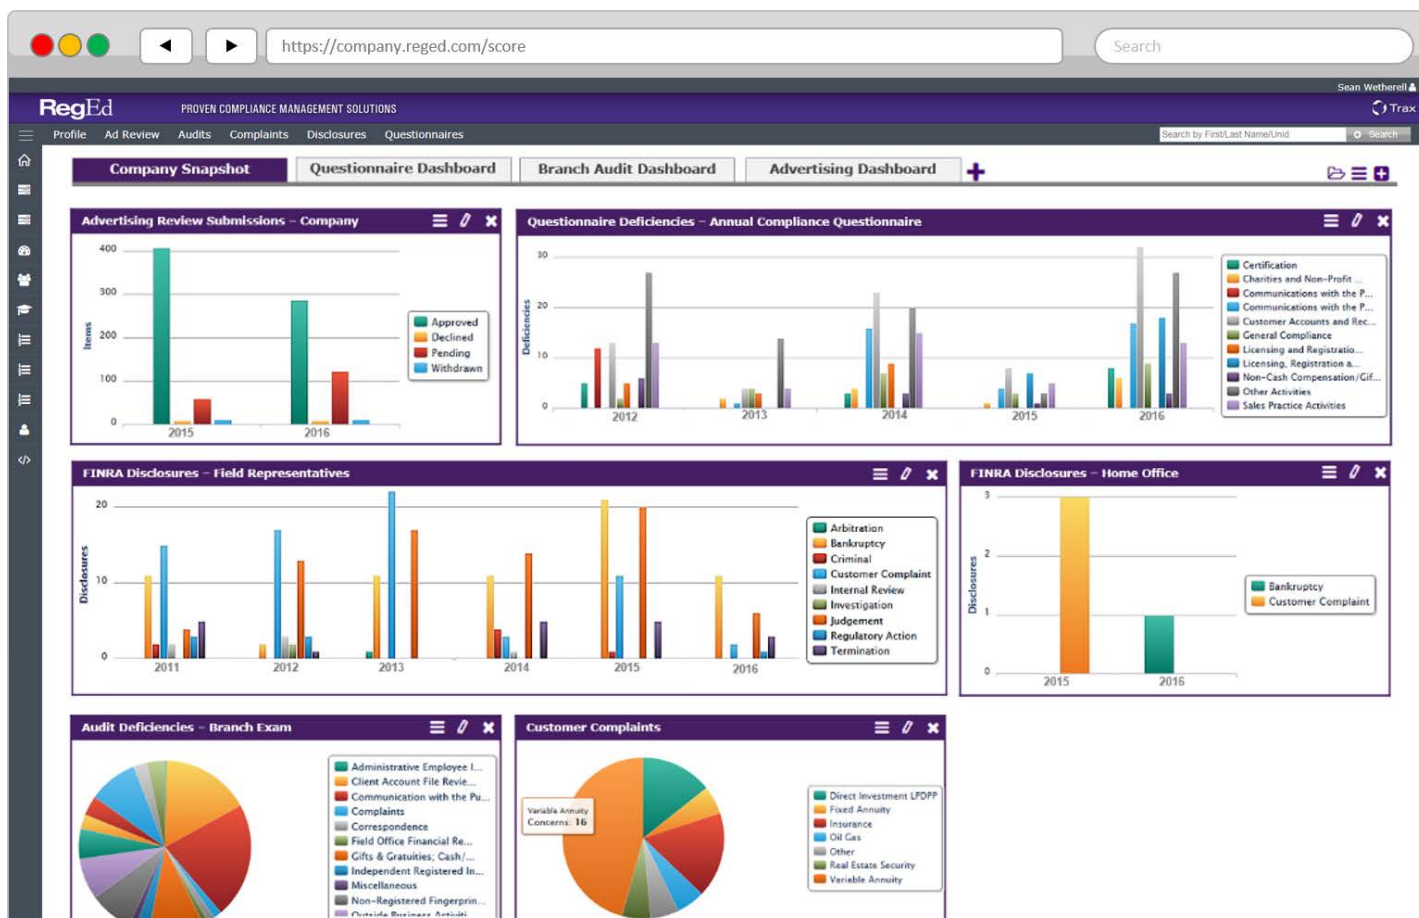 https://company.reged.com/score
Search
Sean Wetherell
RegEd PROVEN COMPLIANCE MANAGEMENT SOLUTIONS
Trax
Profile Ad Review Audits Complaints Disclosures Questionnaires
Search by First/Last Name/Unid Search
Company Snapshot Questionnaire Dashboard Branch Audit Dashboard Advertising Dashboard
Advertising Review Submissions – Company
400
300
200
100
0
Items
2015 2016
Approved
Declined
Pending
Withdrawn
Questionnaire Deficiencies – Annual Compliance Questionnaire
30
20
10
0
Deficiencies
2012 2013 2014 2015 2016
Certification
Charities and Non-Profit ...
Communications with the P...
Communications with the P...
Customer Accounts and Rec...
General Compliance
Licensing and Registratio...
Licensing, Registration a...
Non-Cash Compensation/Gif...
Other Activities
Sales Practice Activities
FINRA Disclosures – Field Representatives
20
10
0
Disclosures
2011 2012 2013 2014 2015 2016
Arbitration
Bankruptcy
Criminal
Customer Complaint
Internal Review
Investigation
Judgement
Regulatory Action
Termination
FINRA Disclosures – Home Office
3
2
1
0
Disclosures
2015 2016
Bankruptcy
Customer Complaint
Audit Deficiencies – Branch Exam
Administrative Employee I...
Client Account File Revie...
Communication with the Pu...
Complaints
Correspondence
Field Office Financial Re...
Gifts & Gratuities; Cash/...
Independent Registered In...
Miscellaneous
Non-Registered Fingerprin...
Outside Business Activiti...
Customer Complaints
Variable Annuity
Concerns: 16
Direct Investment LPDPP
Fixed Annuity
Insurance
Oil Gas
Other
Real Estate Security
Variable Annuity